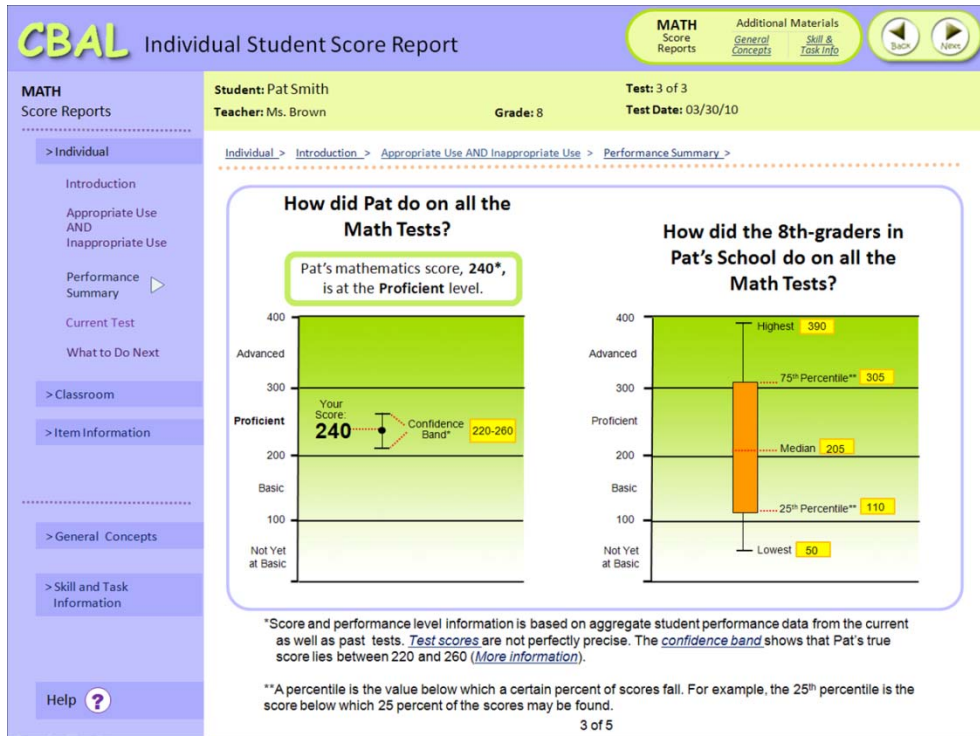 CBAL Individual Student Score Report
MATH
Score
Reports
Additional Materials
General
Concepts
Skill &
Task Info
Back
Next
MATH
Score Reports
> Individual
Introduction
Appropriate Use
AND
Inappropriate Use
Performance
Summary
Current Test
What to Do Next
> Classroom
> Item Information
> General Concepts
> Skill and Task
Information
Help ?
Student: Pat Smith
Teacher: Ms. Brown
Grade: 8
Test: 3 of 3
Test Date: 03/30/10
Individual > Introduction > Appropriate Use AND Inappropriate Use > Performance Summary >
How did Pat do on all the
Math Tests?
Pat's mathematics score, 240*,
is at the Proficient level.
400
Advanced
300
Proficient
200
Basic
100
Not Yet
at Basic
Your
Score:
240
Confidence
Band*
220-260
How did the 8th-graders in
Pat's School do on all the
Math Tests?
400
Advanced
300
Proficient
200
Basic
100
Not Yet
at Basic
Highest 390
75th Percentile** 305
Median 205
25th Percentile** 110
Lowest 50
*Score and performance level information is based on aggregate student performance data from the current
as well as past tests. Test scores are not perfectly precise. The confidence band shows that Pat's true
score lies between 220 and 260 (More information).
**A percentile is the value below which a certain percent of scores fall. For example, the 25th percentile is the
score below which 25 percent of the scores may be found.
3 of 5